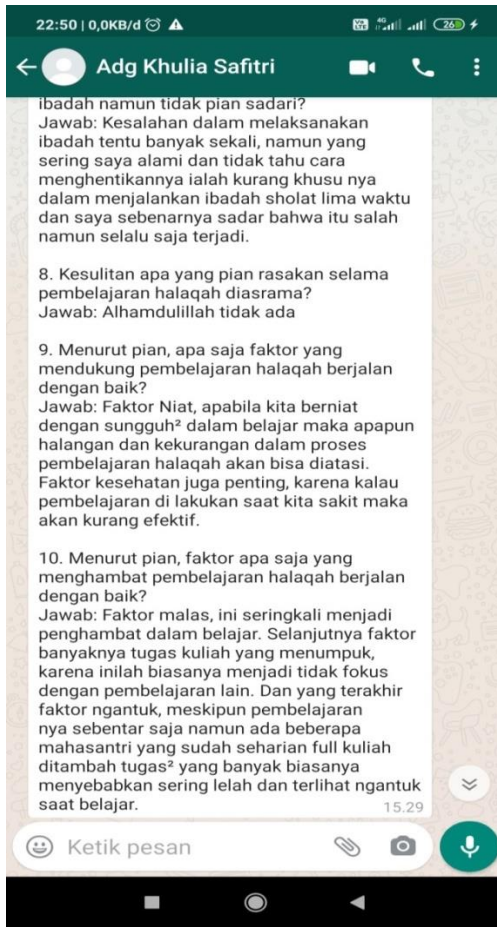 22:50 | 0,0KB/d
VO LTE 4G 26
Adg Khulia Safitri
ibadah namun tidak pian sadari?
Jawab: Kesalahan dalam melaksanakan
ibadah tentu banyak sekali, namun yang
sering saya alami dan tidak tahu cara
menghentikannya ialah kurang khusu nya
dalam menjalankan ibadah sholat lima waktu
dan saya sebenarnya sadar bahwa itu salah
namun selalu saja terjadi.
8. Kesulitan apa yang pian rasakan selama
pembelajaran halaqah diasrama?
Jawab: Alhamdulillah tidak ada
9. Menurut pian, apa saja faktor yang
mendukung pembelajaran halaqah berjalan
dengan baik?
Jawab: Faktor Niat, apabila kita berniat
dengan sungguh² dalam belajar maka apapun
halangan dan kekurangan dalam proses
pembelajaran halaqah akan bisa diatasi.
Faktor kesehatan juga penting, karena kalau
pembelajaran di lakukan saat kita sakit maka
akan kurang efektif.
10. Menurut pian, faktor apa saja yang
menghambat pembelajaran halaqah berjalan
dengan baik?
Jawab: Faktor malas, ini seringkali menjadi
penghambat dalam belajar. Selanjutnya faktor
banyaknya tugas kuliah yang menumpuk,
karena inilah biasanya menjadi tidak fokus
dengan pembelajaran lain. Dan yang terakhir
faktor ngantuk, meskipun pembelajaran
nya sebentar saja namun ada beberapa
mahasantri yang sudah seharian full kuliah
ditambah tugas² yang banyak biasanya
menyebabkan sering lelah dan terlihat ngantuk
saat belajar.
15.29
Ketik pesan